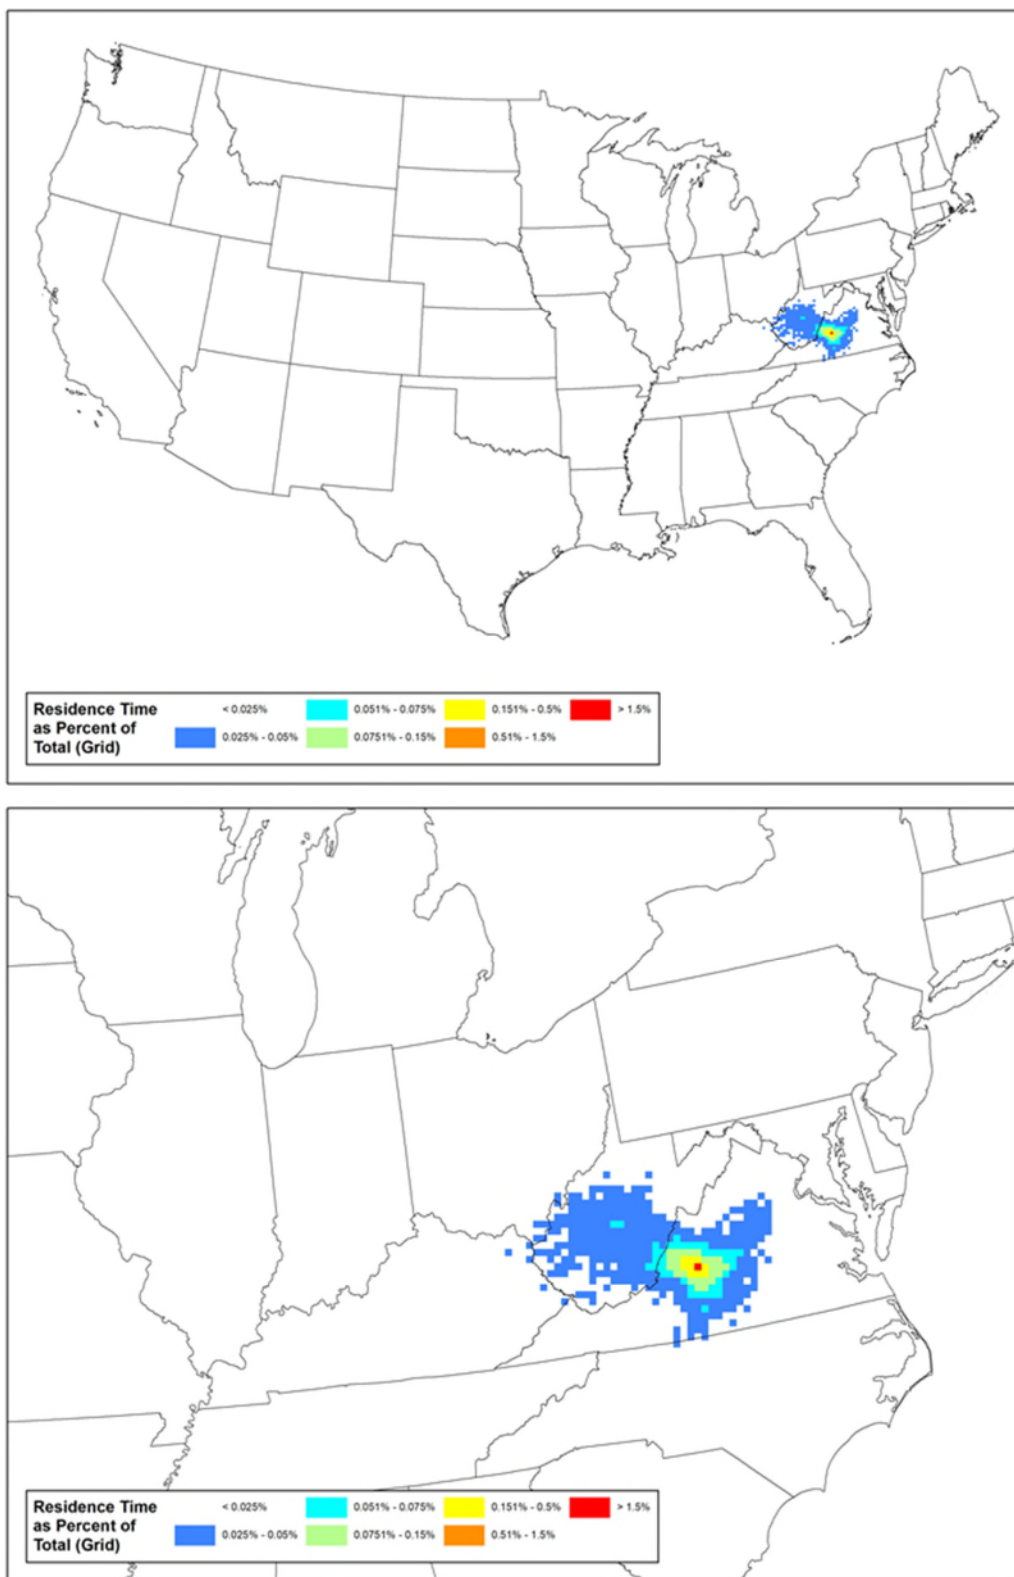 Residence Time
as Percent of
Total (Grid)
< 0.025% 0.051% - 0.075% 0.151% - 0.5% > 1.5%
0.025% - 0.05% 0.0751% - 0.15% 0.51% - 1.5%
Residence Time
as Percent of
Total (Grid)
< 0.025% 0.051% - 0.075% 0.151% - 0.5% > 1.5%
0.025% - 0.05% 0.0751% - 0.15% 0.51% - 1.5%